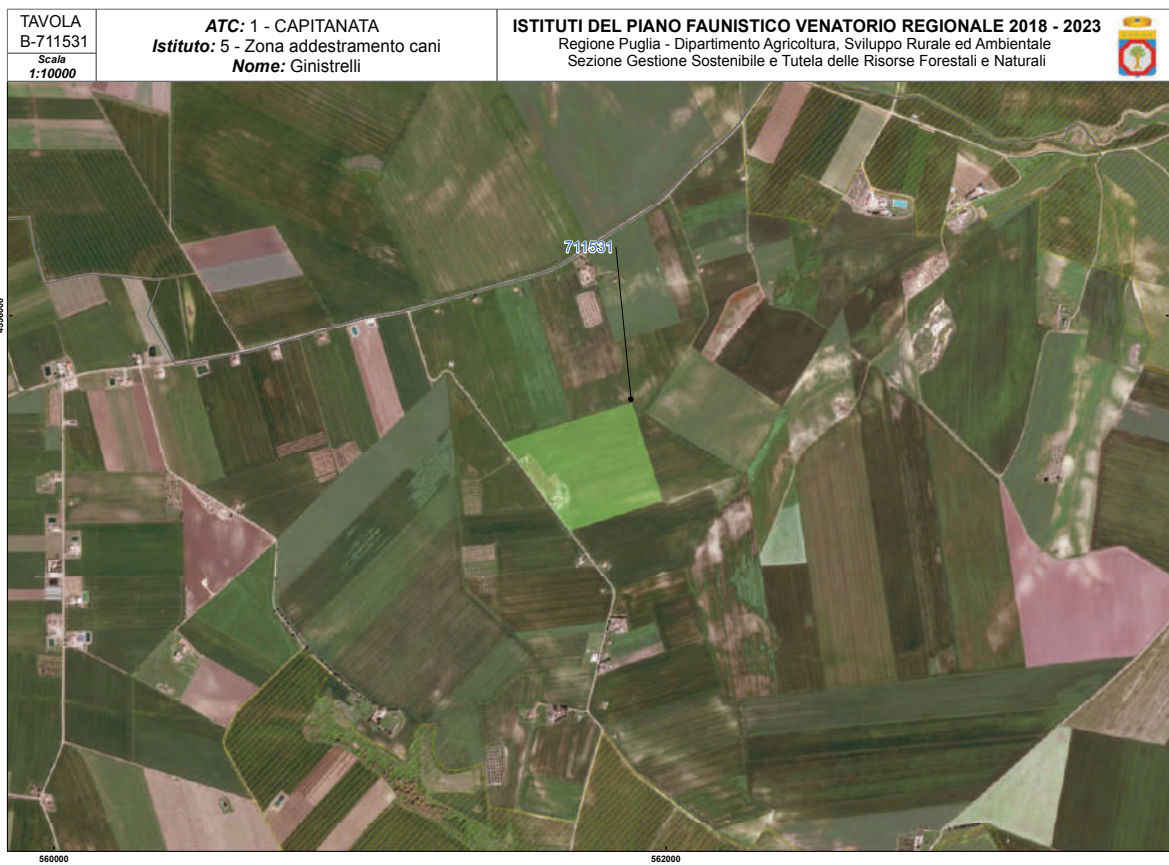 TAVOLA
B-711531
Scala
1:10000
ATC: 1 - CAPITANATA
Istituto: 5 - Zona addestramento cani
Nome: Ginistrelli
ISTITUTI DEL PIANO FAUNISTICO VENATORIO REGIONALE 2018 - 2023
Regione Puglia - Dipartimento Agricoltura, Sviluppo Rurale ed Ambientale
Sezione Gestione Sostenibile e Tutela delle Risorse Forestali e Naturali
711531
560000
562000